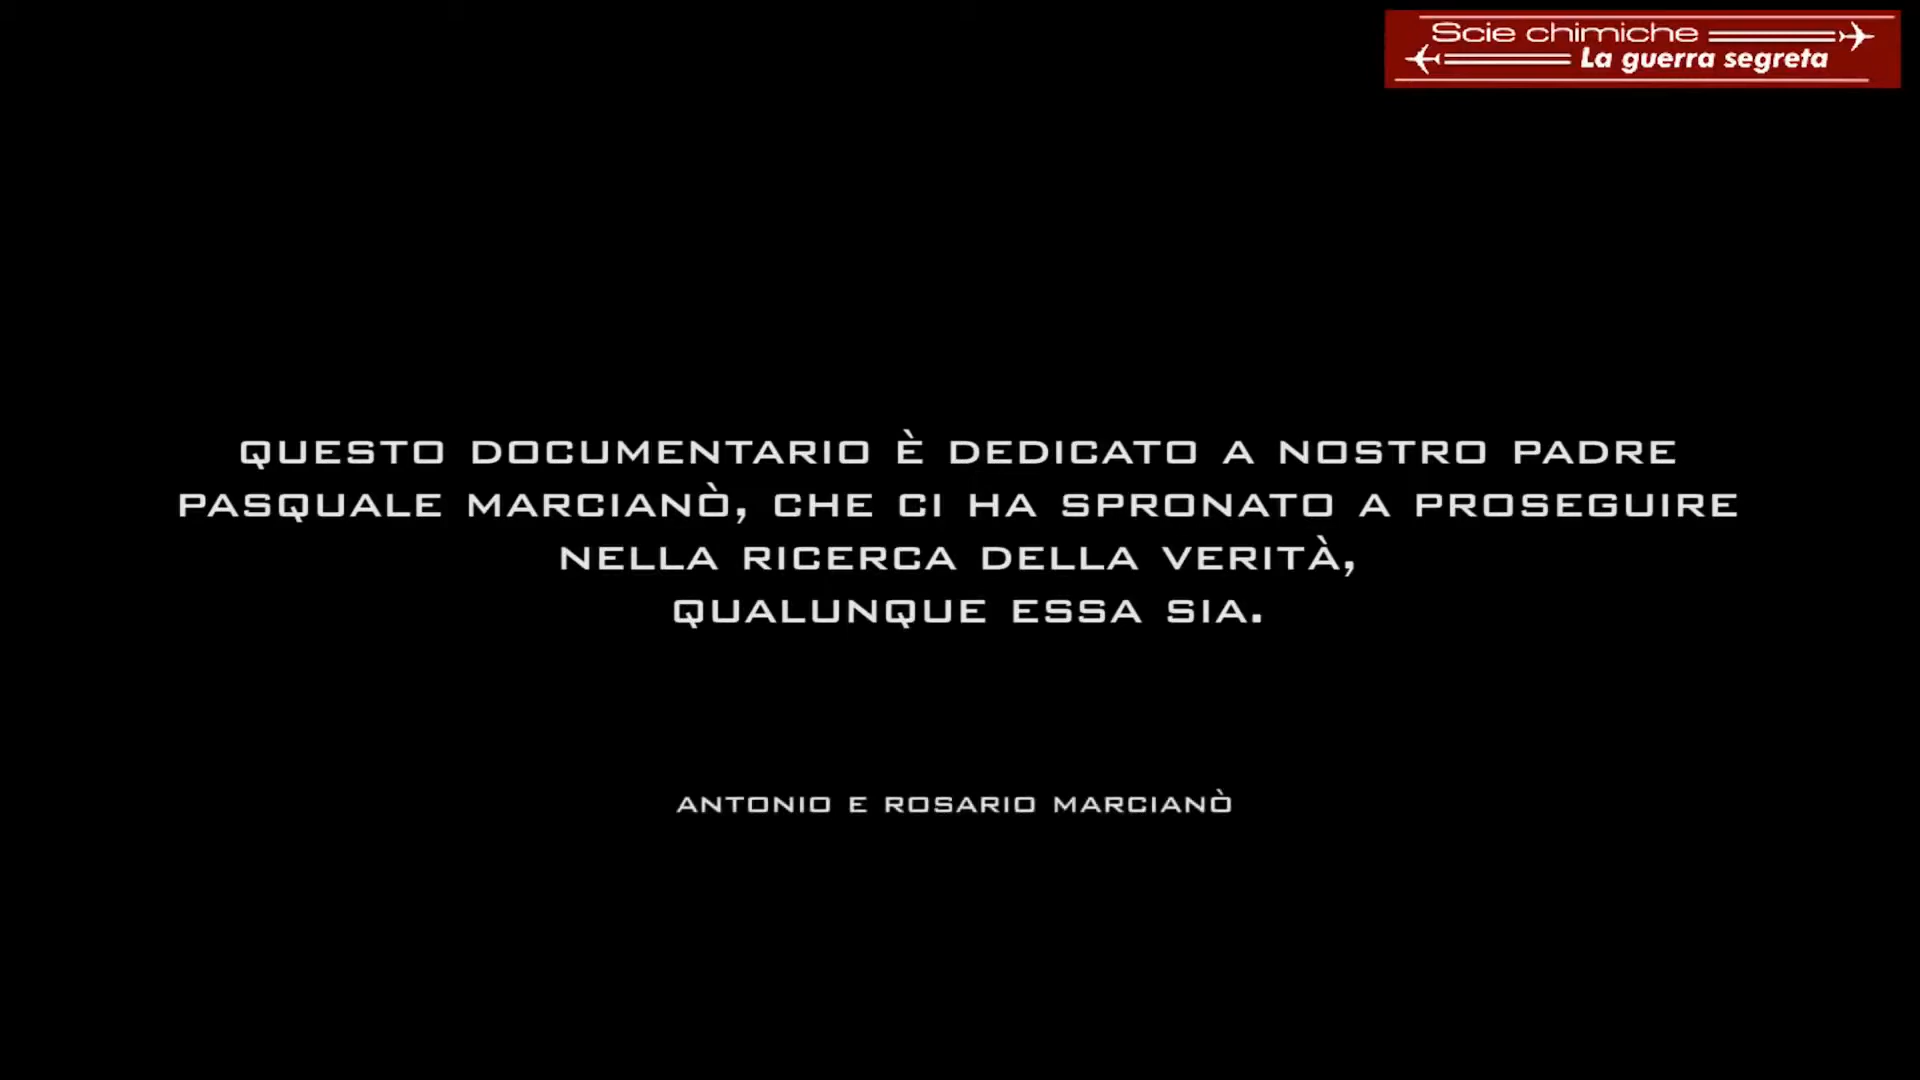 Scie chimiche
La guerra segreta
QUESTO DOCUMENTARIO È DEDICATO A NOSTRO PADRE
PASQUALE MARCIANÒ, CHE CI HA SPRONATO A PROSEGUIRE
NELLA RICERCA DELLA VERITÀ,
QUALUNQUE ESSA SIA.
ANTONIO E ROSARIO MARCIANÒ